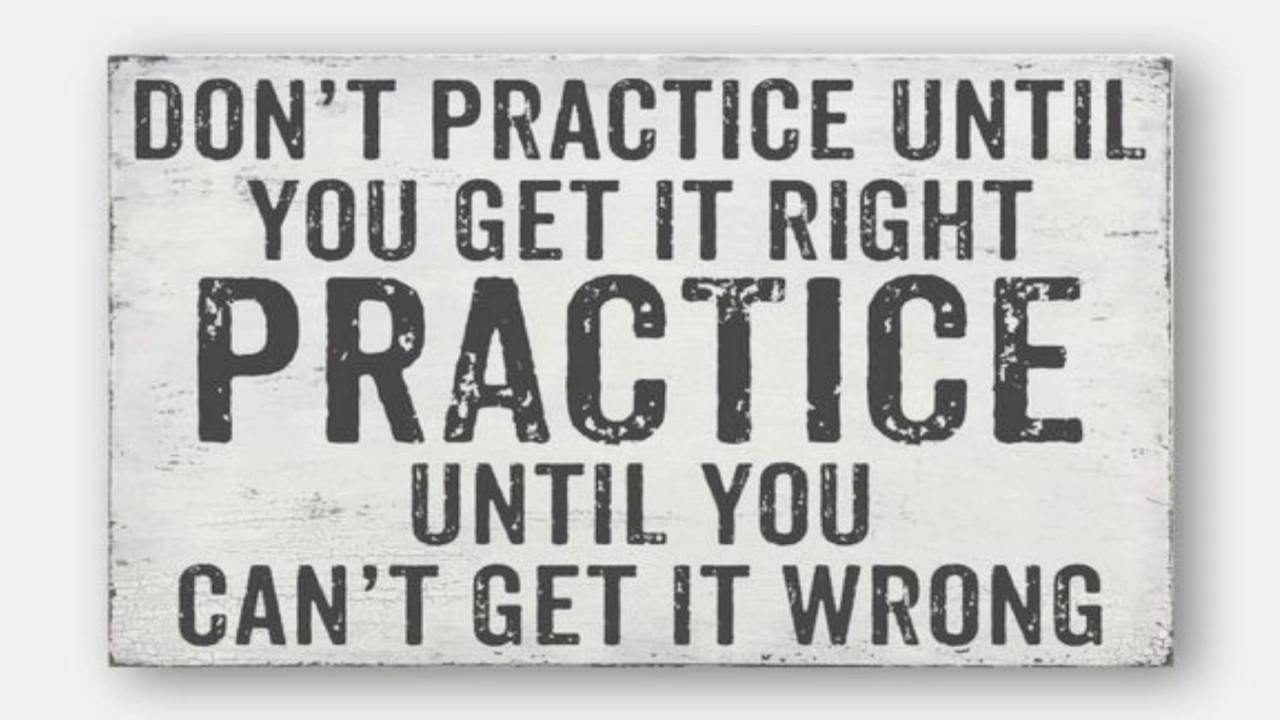 DON'T PRACTICE UNTIL
YOU GET IT RIGHT
PRACTICE
UNTIL YOU
CAN'T GET IT WRONG